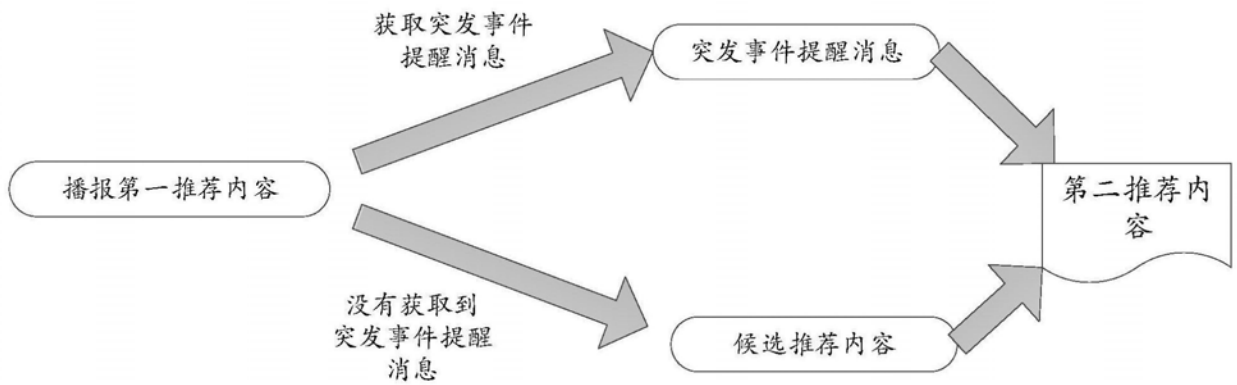 获取突发事件
提醒消息
突发事件提醒消息
播报第一推荐内容
第二推荐内
容
没有获取到
突发事件提醒
消息
候选推荐内容